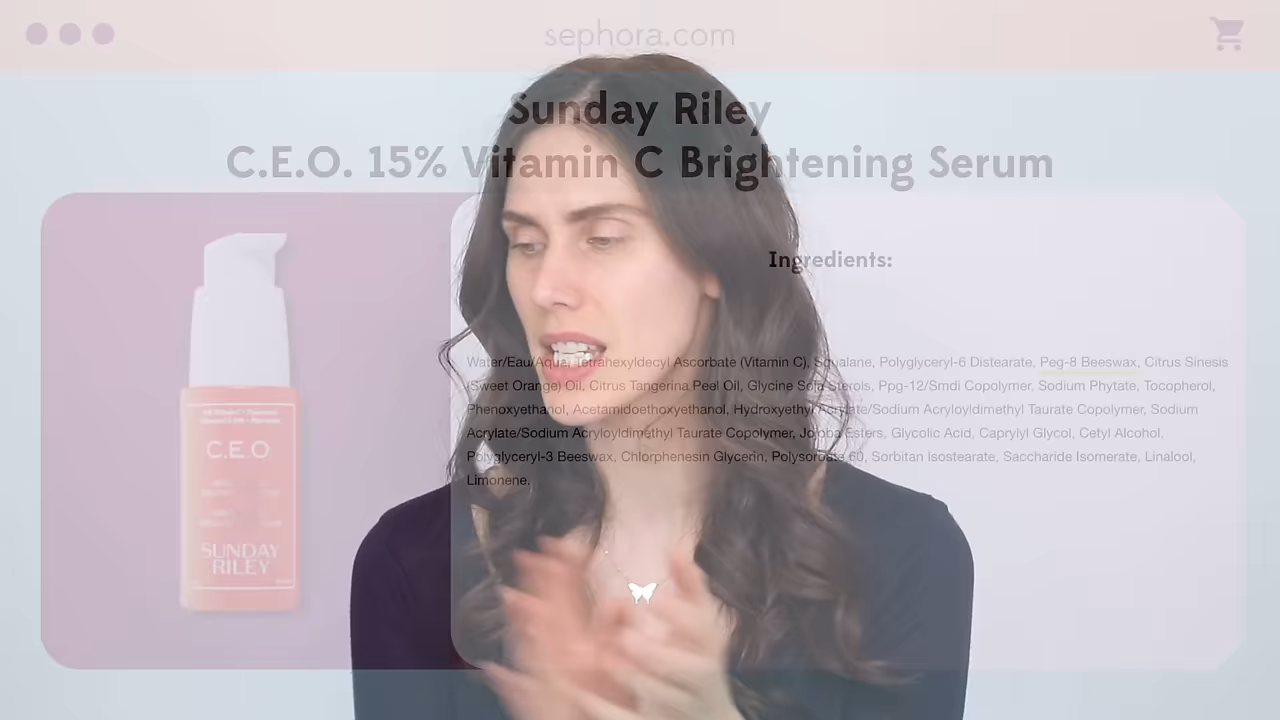 sephora.com
Sunday Riley
C.E.O. 15% Vitamin C Brightening Serum
Ingredients:
Water/Eau/Aqua, Tetrahexyldecyl Ascorbate (Vitamin C), Squalane, Polyglyceryl-6 Distearate, Peg-8 Beeswax, Citrus Sinesis
(Sweet Orange) Oil, Citrus Tangerina Peel Oil, Glycine Soja Sterols, Ppg-12/Smdi Copolymer, Sodium Phytate, Tocopherol,
Phenoxyethanol, Acetamidoethoxyethanol, Hydroxyethyl Acrylate/Sodium Acryloyldimethyl Taurate Copolymer, Sodium
Acrylate/Sodium Acryloyldimethyl Taurate Copolymer, Jojoba Esters, Glycolic Acid, Caprylyl Glycol, Cetyl Alcohol,
Polyglyceryl-3 Beeswax, Chlorphenesin Glycerin, Polysorbate 60, Sorbitan Isostearate, Saccharide Isomerate, Linalool,
Limonene.
C.E.O
SUNDAY
RILEY